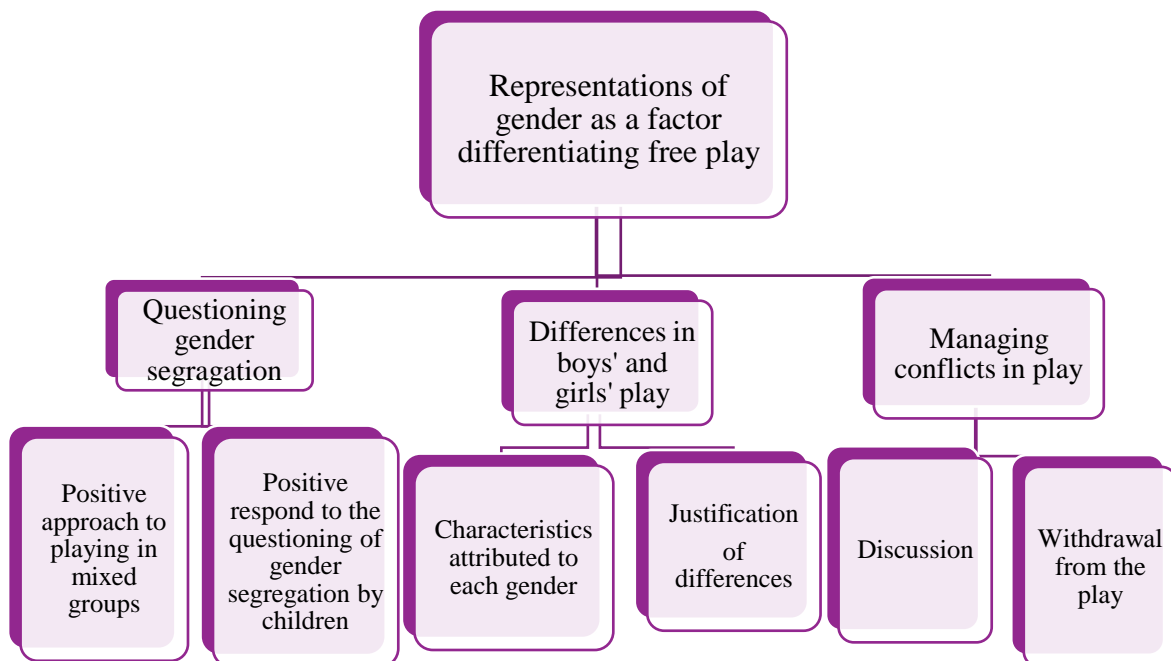 Representations of
gender as a factor
differentiating free play
Questioning
gender
segragation
Differences in
boys' and
girls' play
Managing
conflicts in play
Positive
approach to
playing in
mixed
groups
Positive
respond to the
questioning of
gender
segregation by
children
Characteristics
attributed to
each gender
Justification
of
differences
Discussion
Withdrawal
from the
play